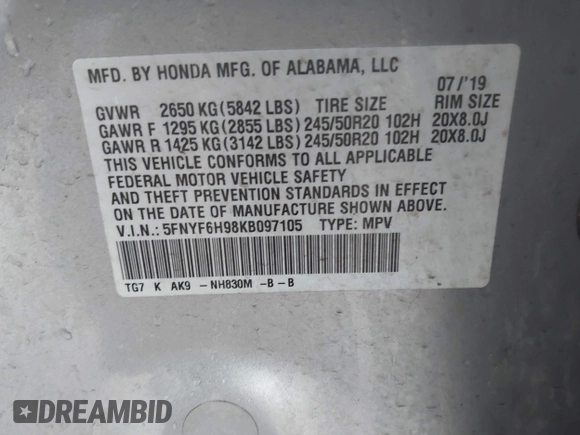 MFD. BY HONDA MFG. OF ALABAMA, LLC
07/'19
GVWR 2650 KG(5842 LBS) TIRE SIZE RIM SIZE
GAWR F 1295 KG(2855 LBS)245/50R20 102H 20X8.0J
GAWR R 1425 KG(3142 LBS)245/50R20 102H 20X8.0J
THIS VEHICLE CONFORMS TO ALL APPLICABLE
FEDERAL MOTOR VEHICLE SAFETY
AND THEFT PREVENTION STANDARDS IN EFFECT
ON THE DATE OF MANUFACTURE SHOWN ABOVE.
V.I.N.: 5FNYF6H98KB097105 TYPE: MPV
TG7 K AK9 -NH830M -B-B
DREAMBID